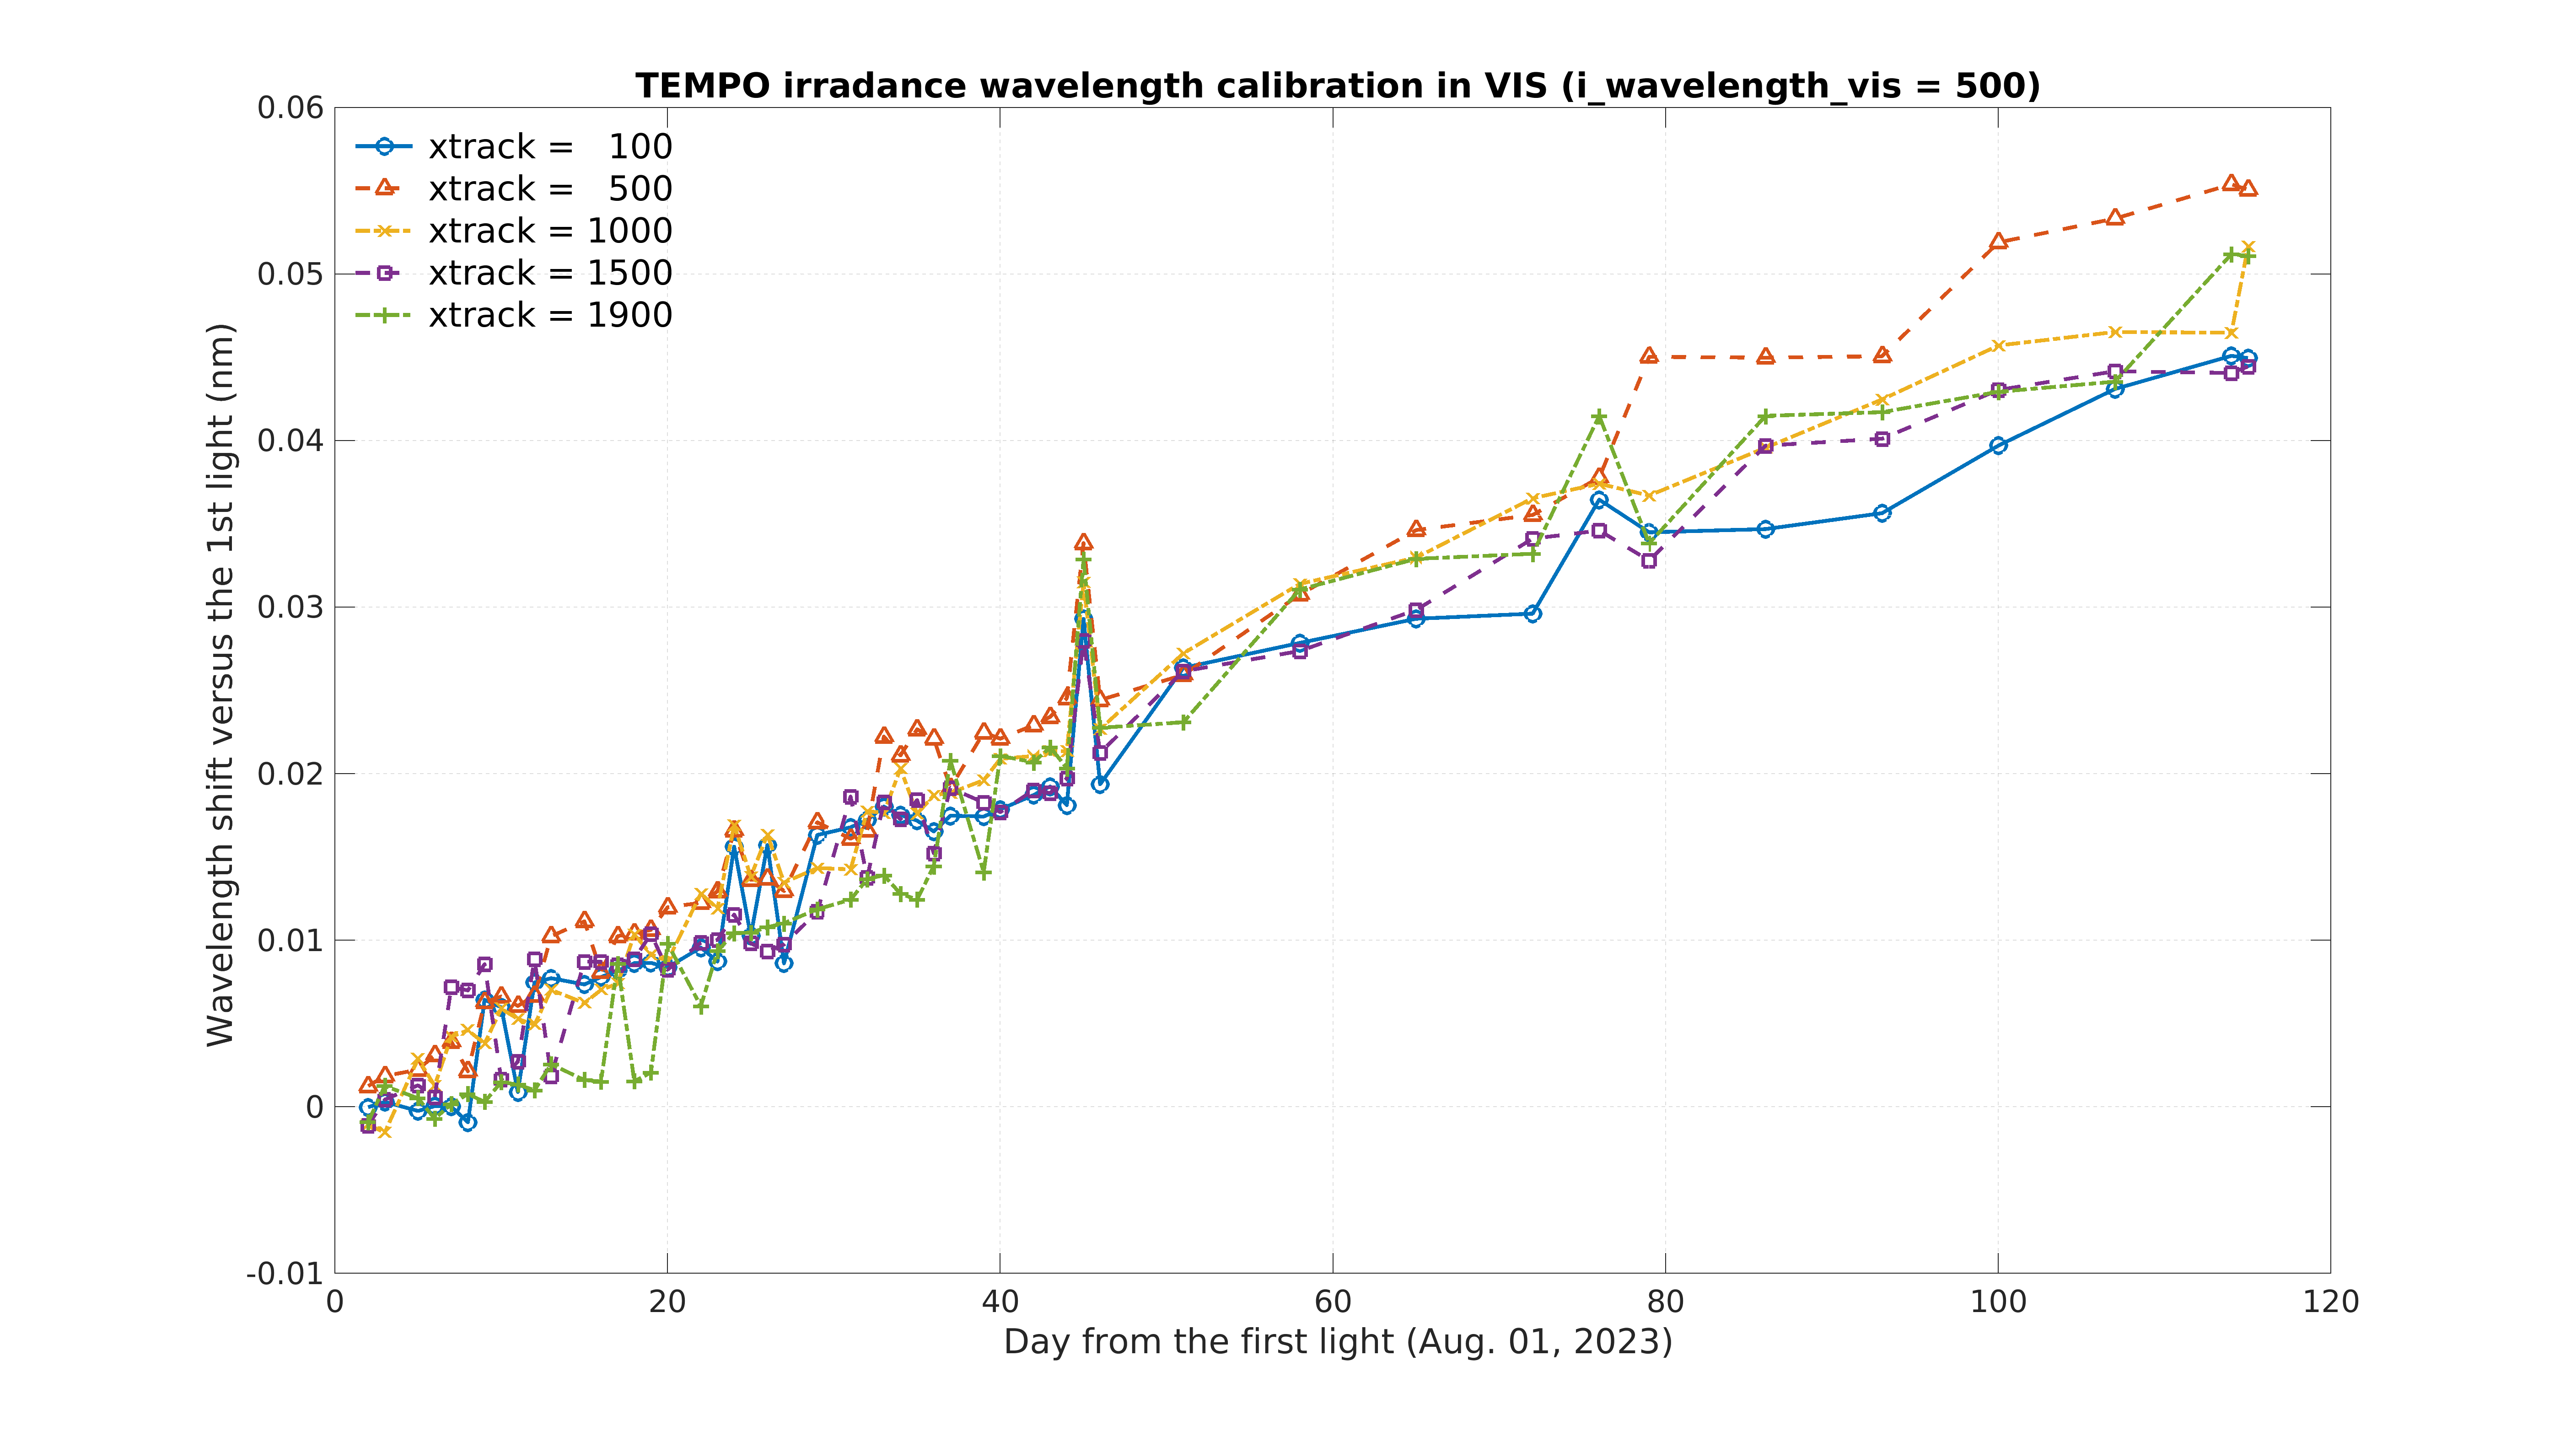 TEMPO irradance wavelength calibration in VIS (i_wavelength_vis = 500)
xtrack = 100
xtrack = 500
xtrack = 1000
xtrack = 1500
xtrack = 1900
0.06
0.05
0.04
0.03
0.02
0.01
0
-0.01
Wavelength shift versus the 1st light (nm)
0 20 40 60 80 100 120
Day from the first light (Aug. 01, 2023)